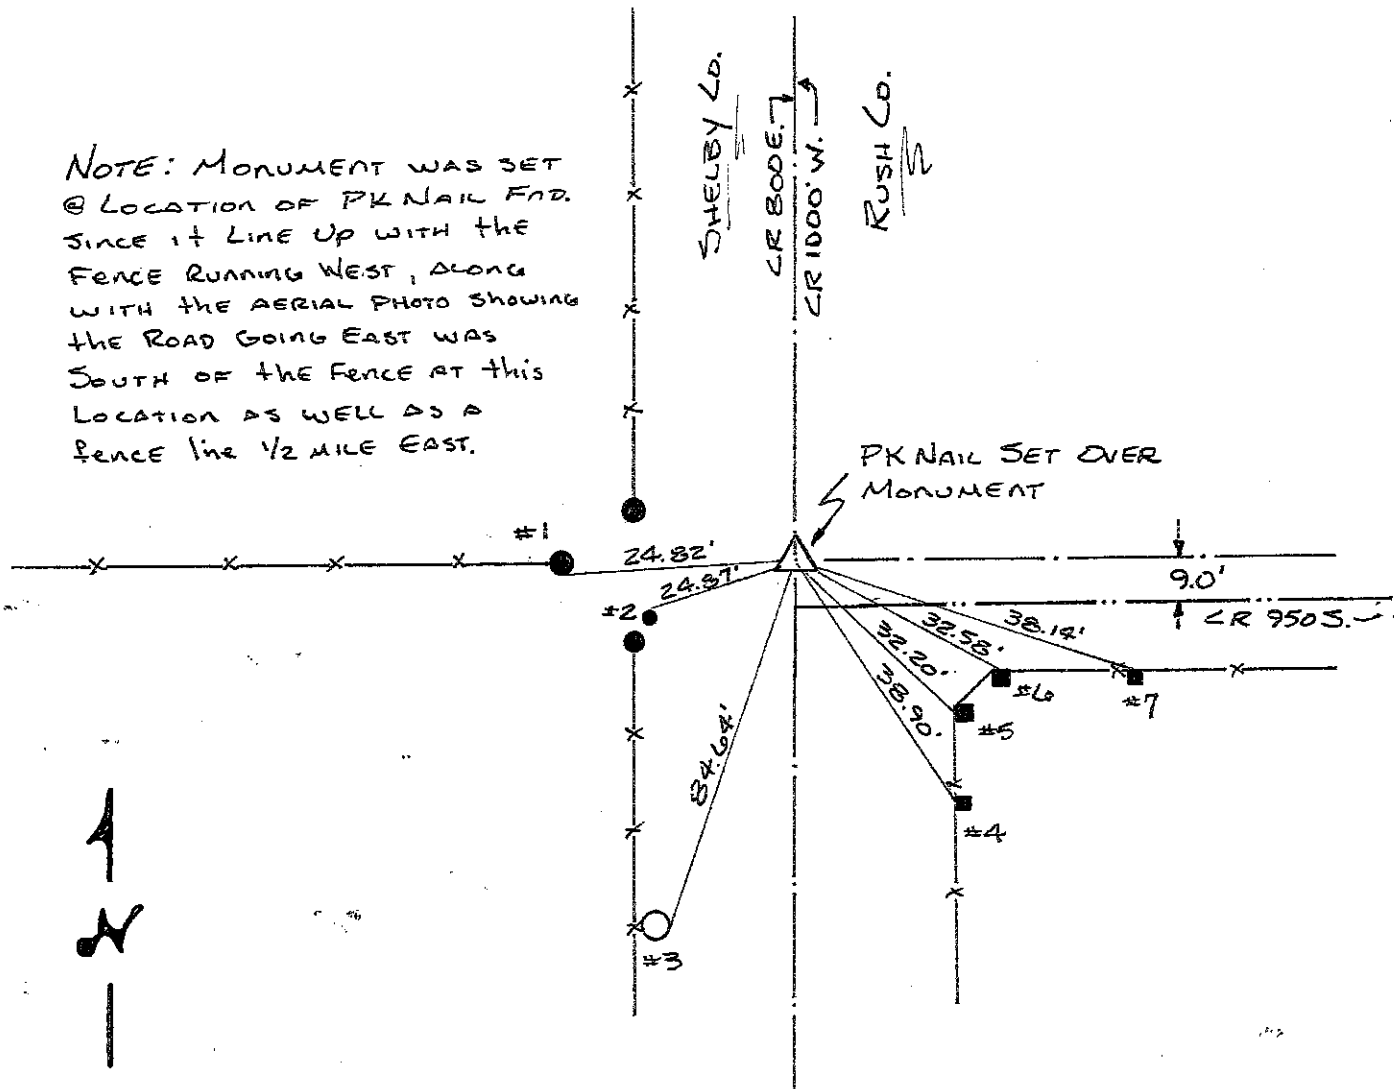 NOTE: MONUMENT WAS SET
@ LOCATION OF PK NAIL FND.
SINCE it LINE UP WITH the
FENCE RUNNING WEST, ALONG
WITH the AERIAL PHOTO SHOWING
the ROAD GOING EAST WAS
SOUTH OF the FENCE AT this
LOCATION AS WELL AS A
fENCE line 1/2 MILE EAST.
SHELBY CO.
CR 800E.
CR 1000 W.
RUSH CO.
PK NAIL SET OVER
MONUMENT
#1
24.82'
24.87'
#2
9.0'
CR 950 S.
38.14'
32.58'
32.20'
38.90'
84.64'
#6
#7
#5
#4
#3
N